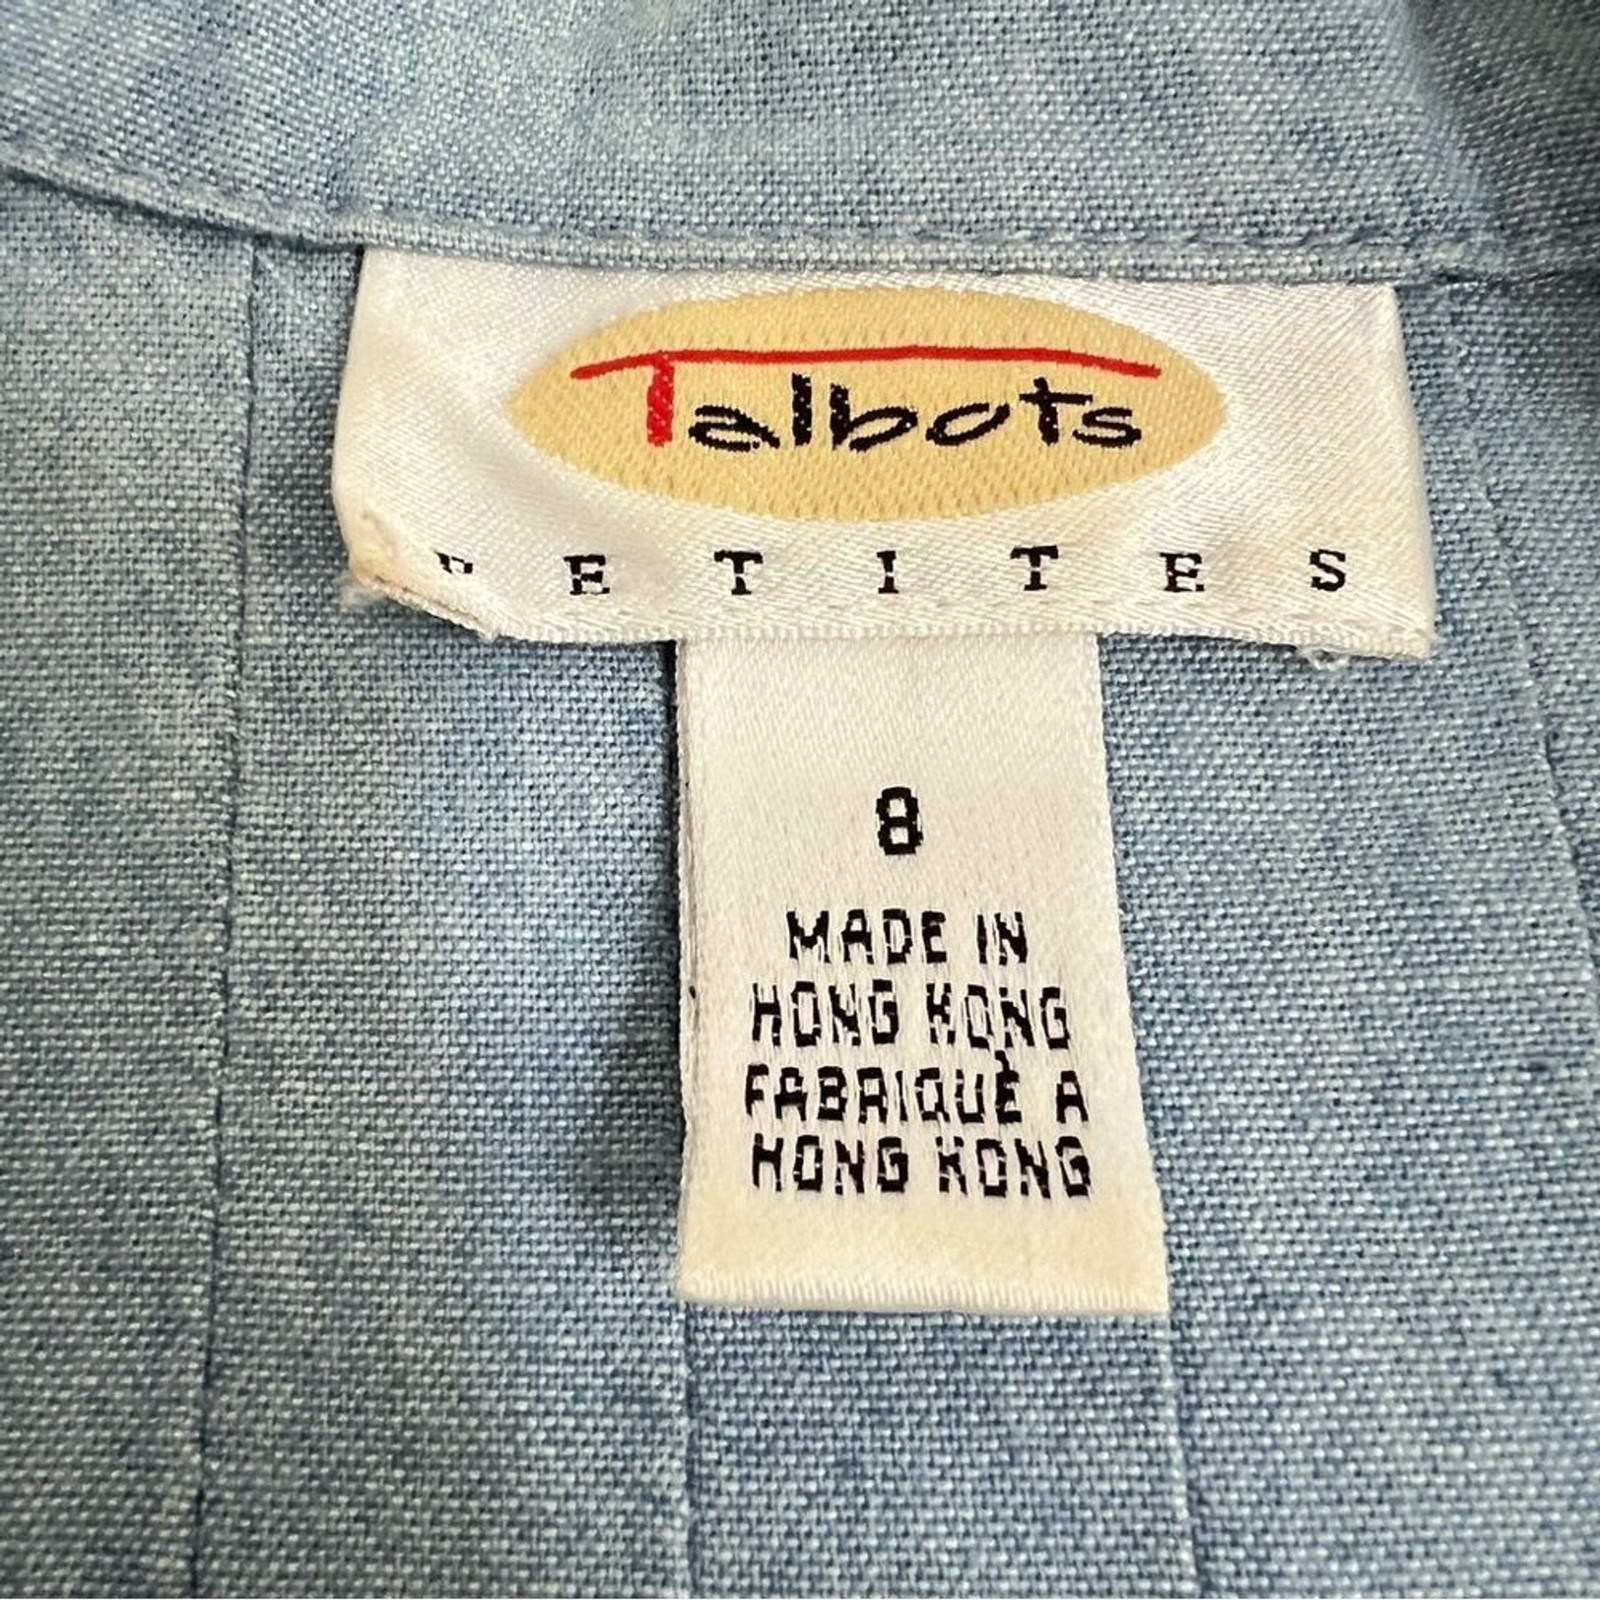 Talbots
PETITES
8
MADE IN
HONG KONG
FABRIQUÈ A
HONG KONG